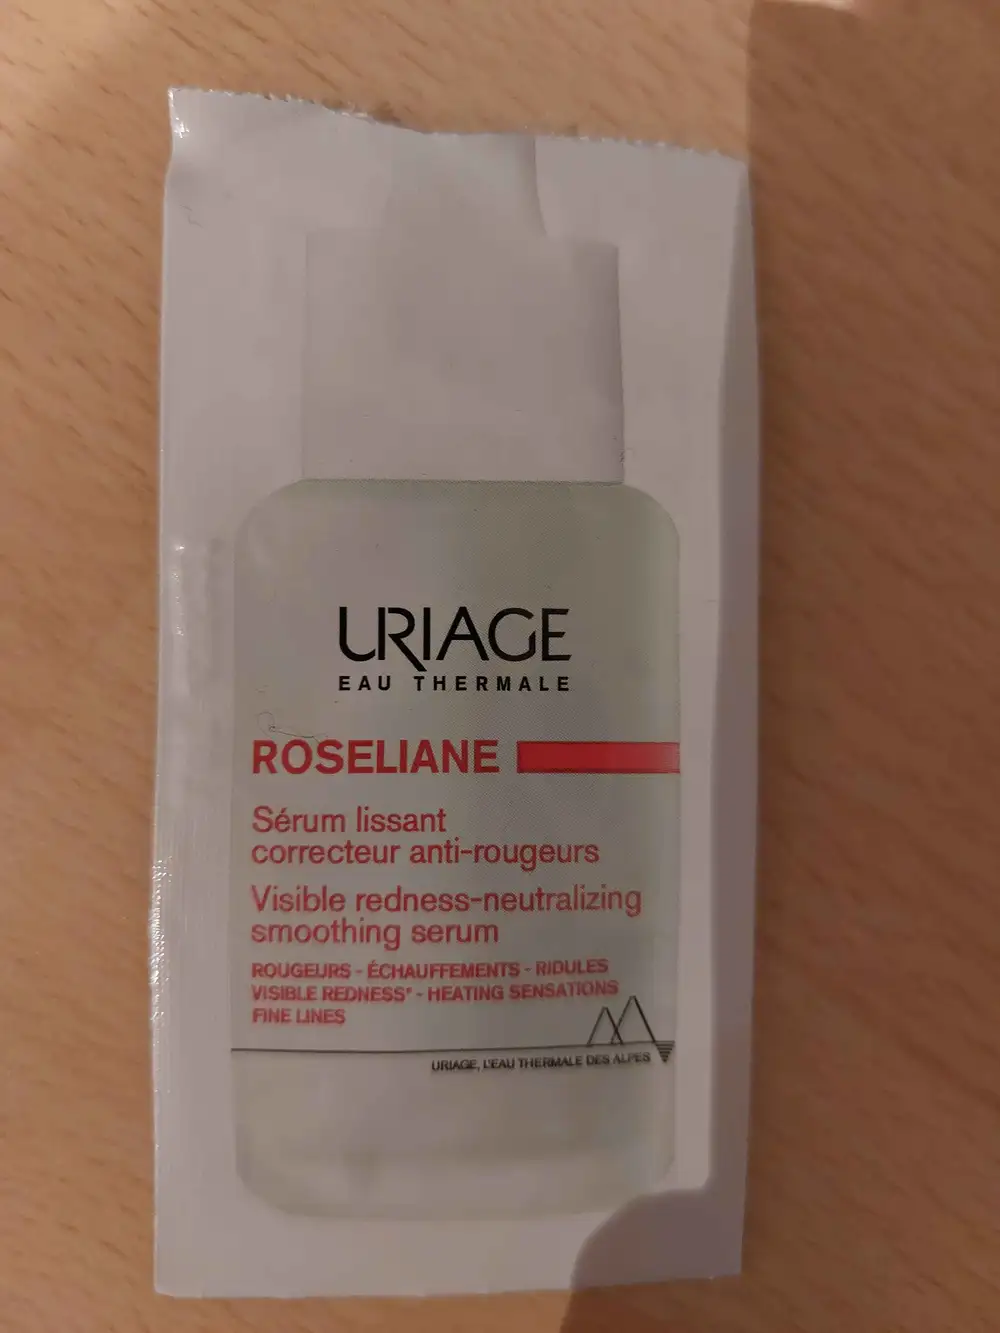 URIAGE
EAU THERMALE
ROSELIANE
Sérum lissant
correcteur anti-rougeurs
Visible redness-neutralizing
smoothing serum
ROUGEURS - ÉCHAUFFEMENTS - RIDULES
VISIBLE REDNESS* - HEATING SENSATIONS
FINE LINES
URIAGE, L'EAU THERMALE DES ALPES